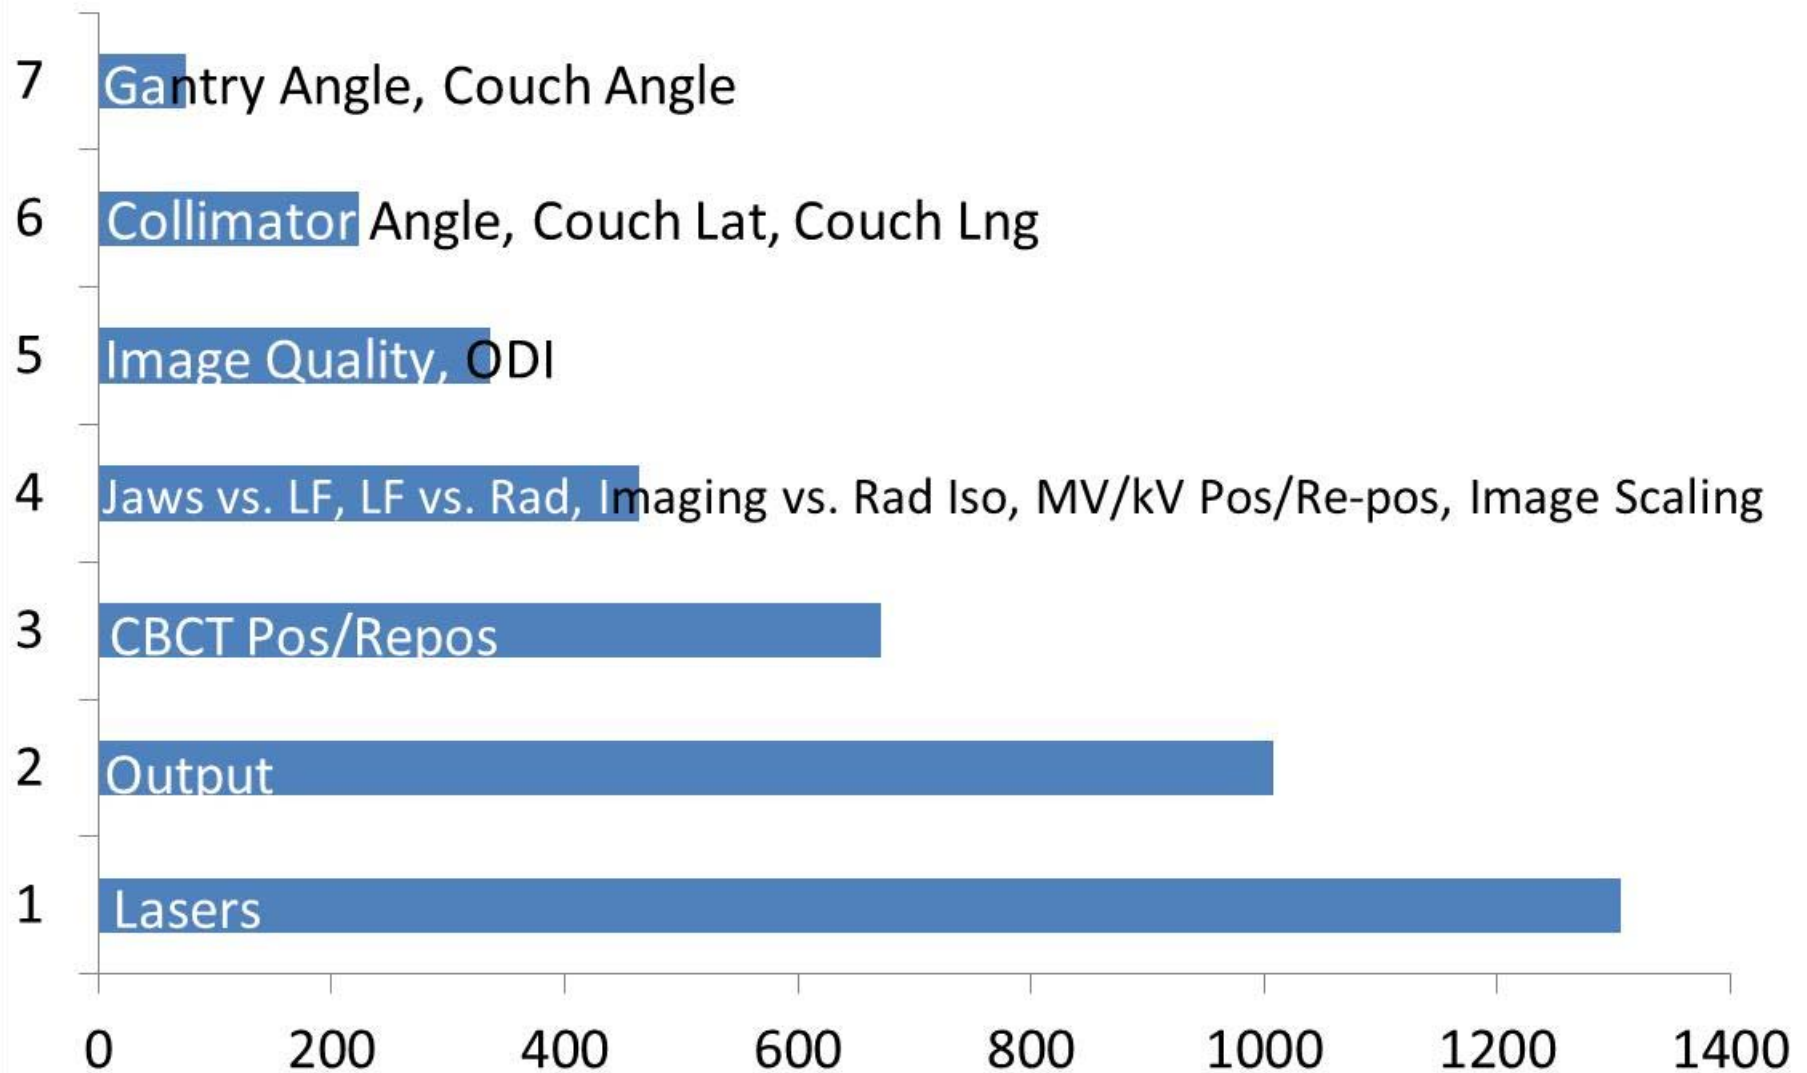 7 Gantry Angle, Couch Angle
6 Collimator Angle, Couch Lat, Couch Lng
5 Image Quality, ODI
4 Jaws vs. LF, LF vs. Rad, Imaging vs. Rad Iso, MV/kV Pos/Re-pos, Image Scaling
3 CBCT Pos/Repos
2 Output
1 Lasers
0 200 400 600 800 1000 1200 1400